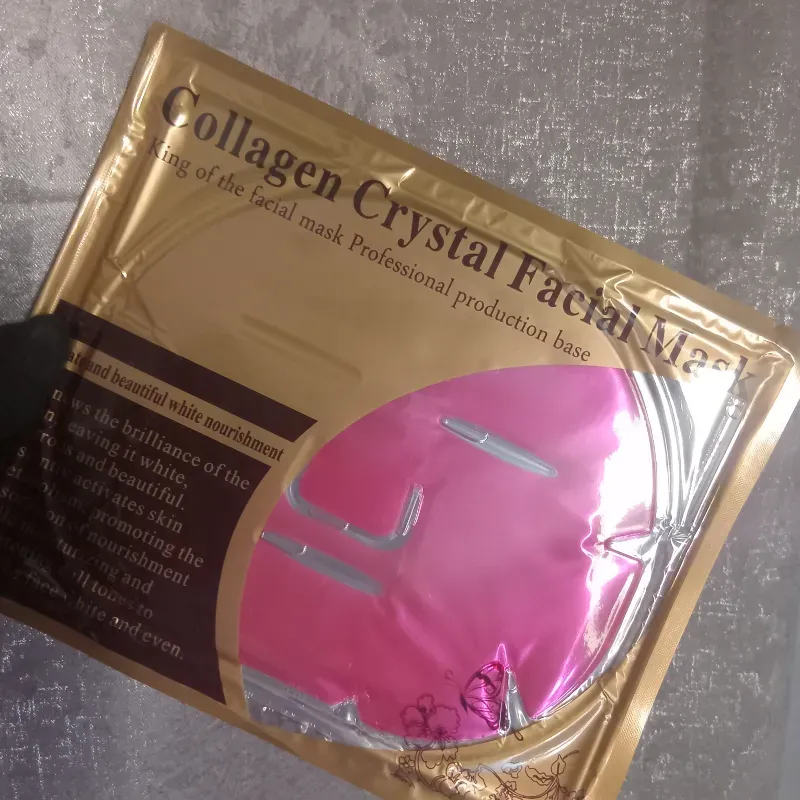 Collagen Crystal Facial Mask
King of the facial mask Professional production base
and beautiful white nourishment
the brilliance of the
leaving it white,
and beautiful.
activates skin
promoting the
of nourishment
and
tones to
white and even.